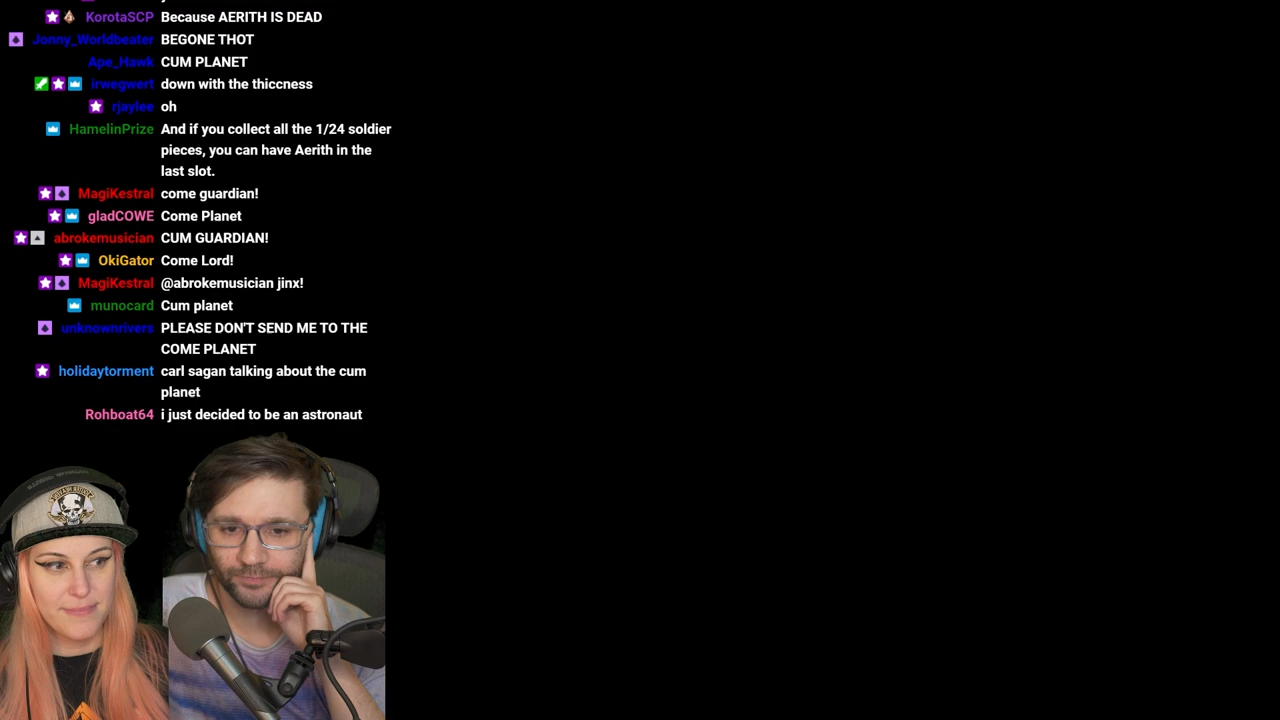 KorotaSCP Because AERITH IS DEAD
Jonny_Worldbeater BEGONE THOT
Ape_Hawk CUM PLANET
irwegwert down with the thiccness
rjaylee oh
HamelinPrize And if you collect all the 1/24 soldier
pieces, you can have Aerith in the
last slot.
MagiKestral come guardian!
gladCOWE Come Planet
abrokemusician CUM GUARDIAN!
OkiGator Come Lord!
MagiKestral @abrokemusician jinx!
munocard Cum planet
unknownrivers PLEASE DON'T SEND ME TO THE
COME PLANET
holidaytorment carl sagan talking about the cum
planet
Rohboat64 i just decided to be an astronaut